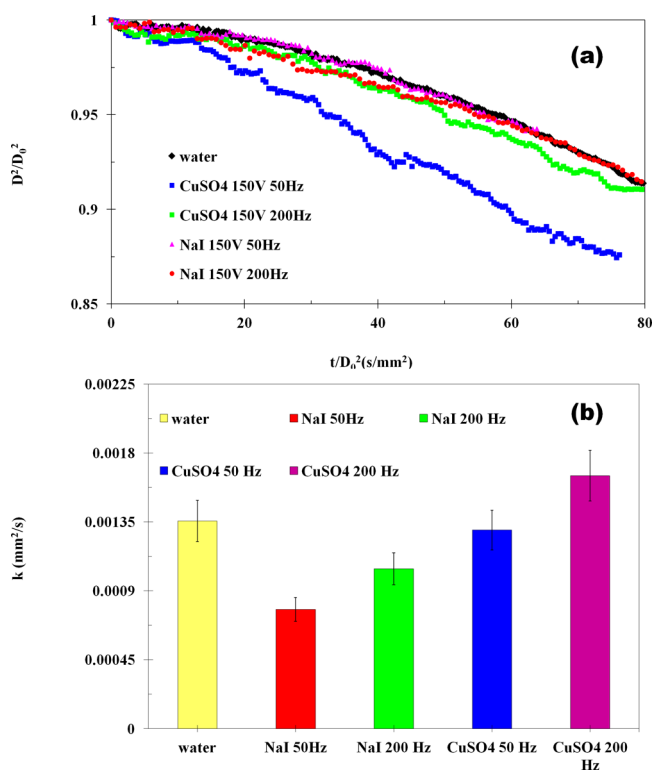 1
(a)
0.95
D²/D₀²
water
CuSO4 150V 50Hz
CuSO4 150V 200Hz
0.9
NaI 150V 50Hz
NaI 150V 200Hz
0.85
0 20 40 60 80
t/D₀²(s/mm²)
0.00225
(b)
water NaI 50Hz NaI 200 Hz
0.0018
CuSO4 50 Hz CuSO4 200 Hz
0.00135
k (mm²/s)
0.0009
0.00045
0
water NaI 50Hz NaI 200 Hz CuSO4 50 Hz CuSO4 200
Hz